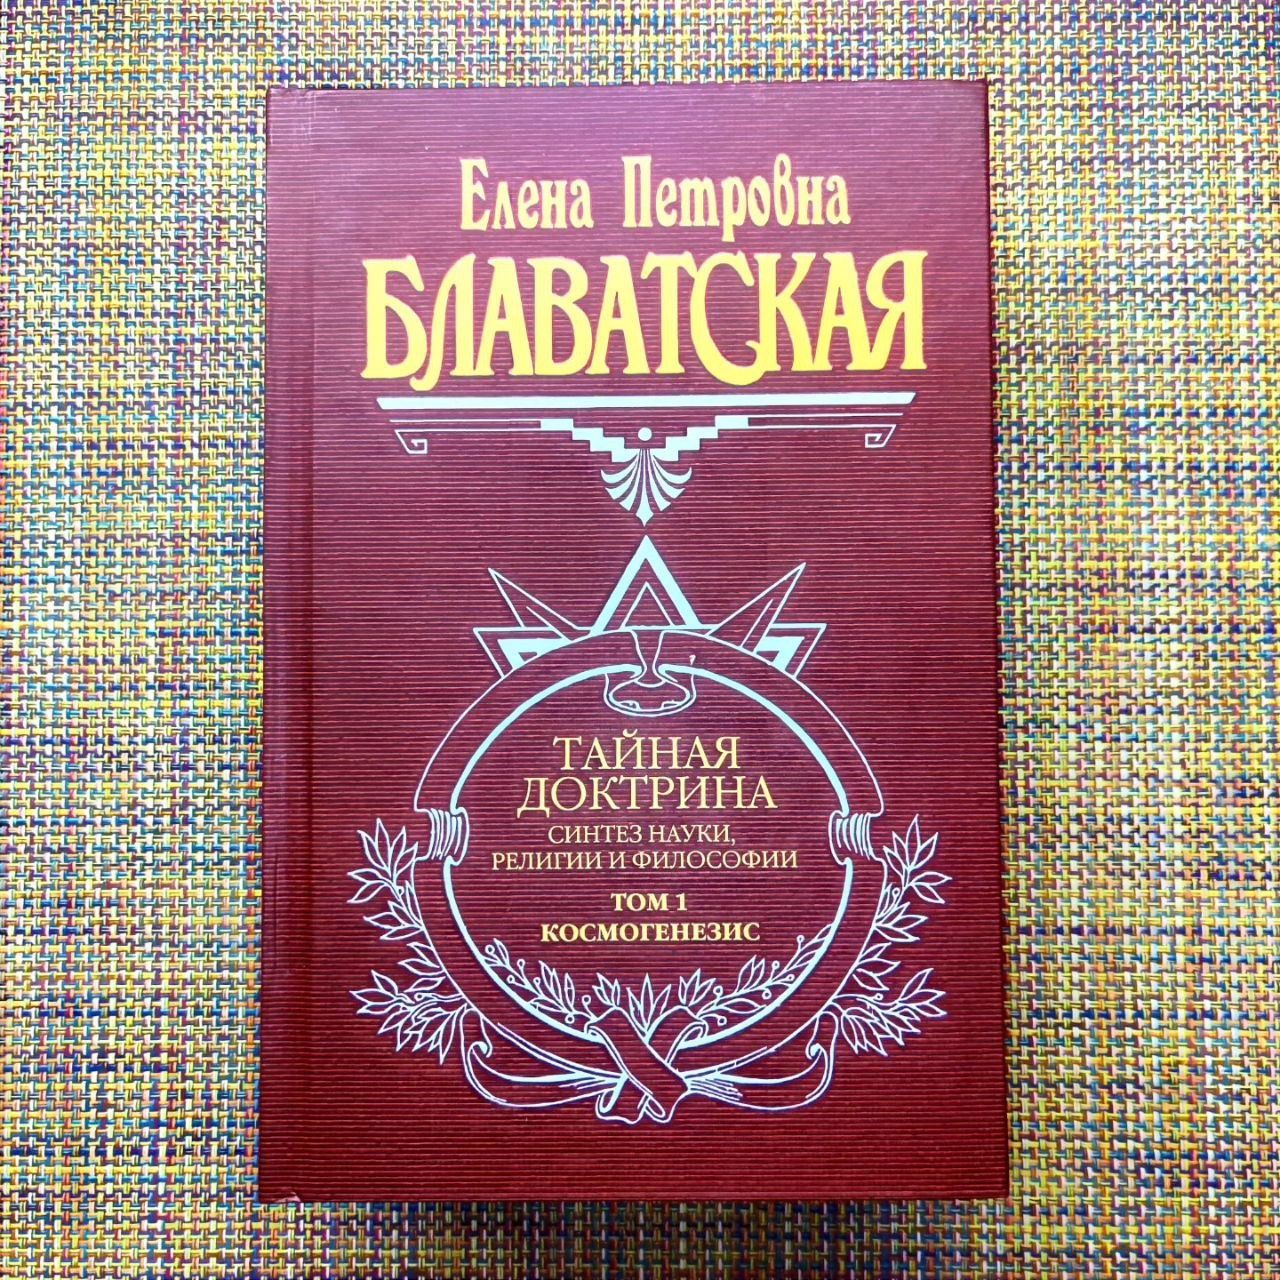 Елена Петровна
БЛАВАТСКАЯ
ТАЙНАЯ
ДОКТРИНА
СИНТЕЗ НАУКИ,
РЕЛИГИИ И ФИЛОСОФИИ
ТОМ 1
КОСМОГЕНЕЗИС